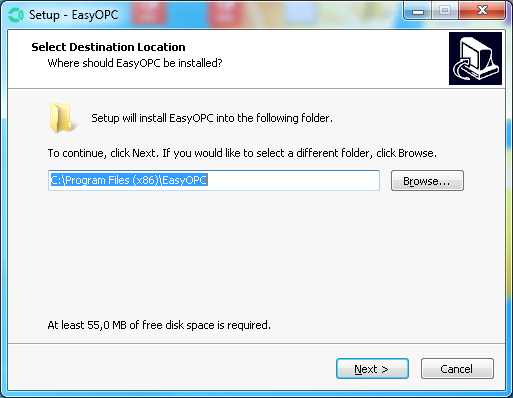 Setup - EasyOPC
Select Destination Location
Where should EasyOPC be installed?
Setup will install EasyOPC into the following folder.
To continue, click Next. If you would like to select a different folder, click Browse.
C:\Program Files (x86)\EasyOPC
Browse...
At least 55,0 MB of free disk space is required.
Next >
Cancel